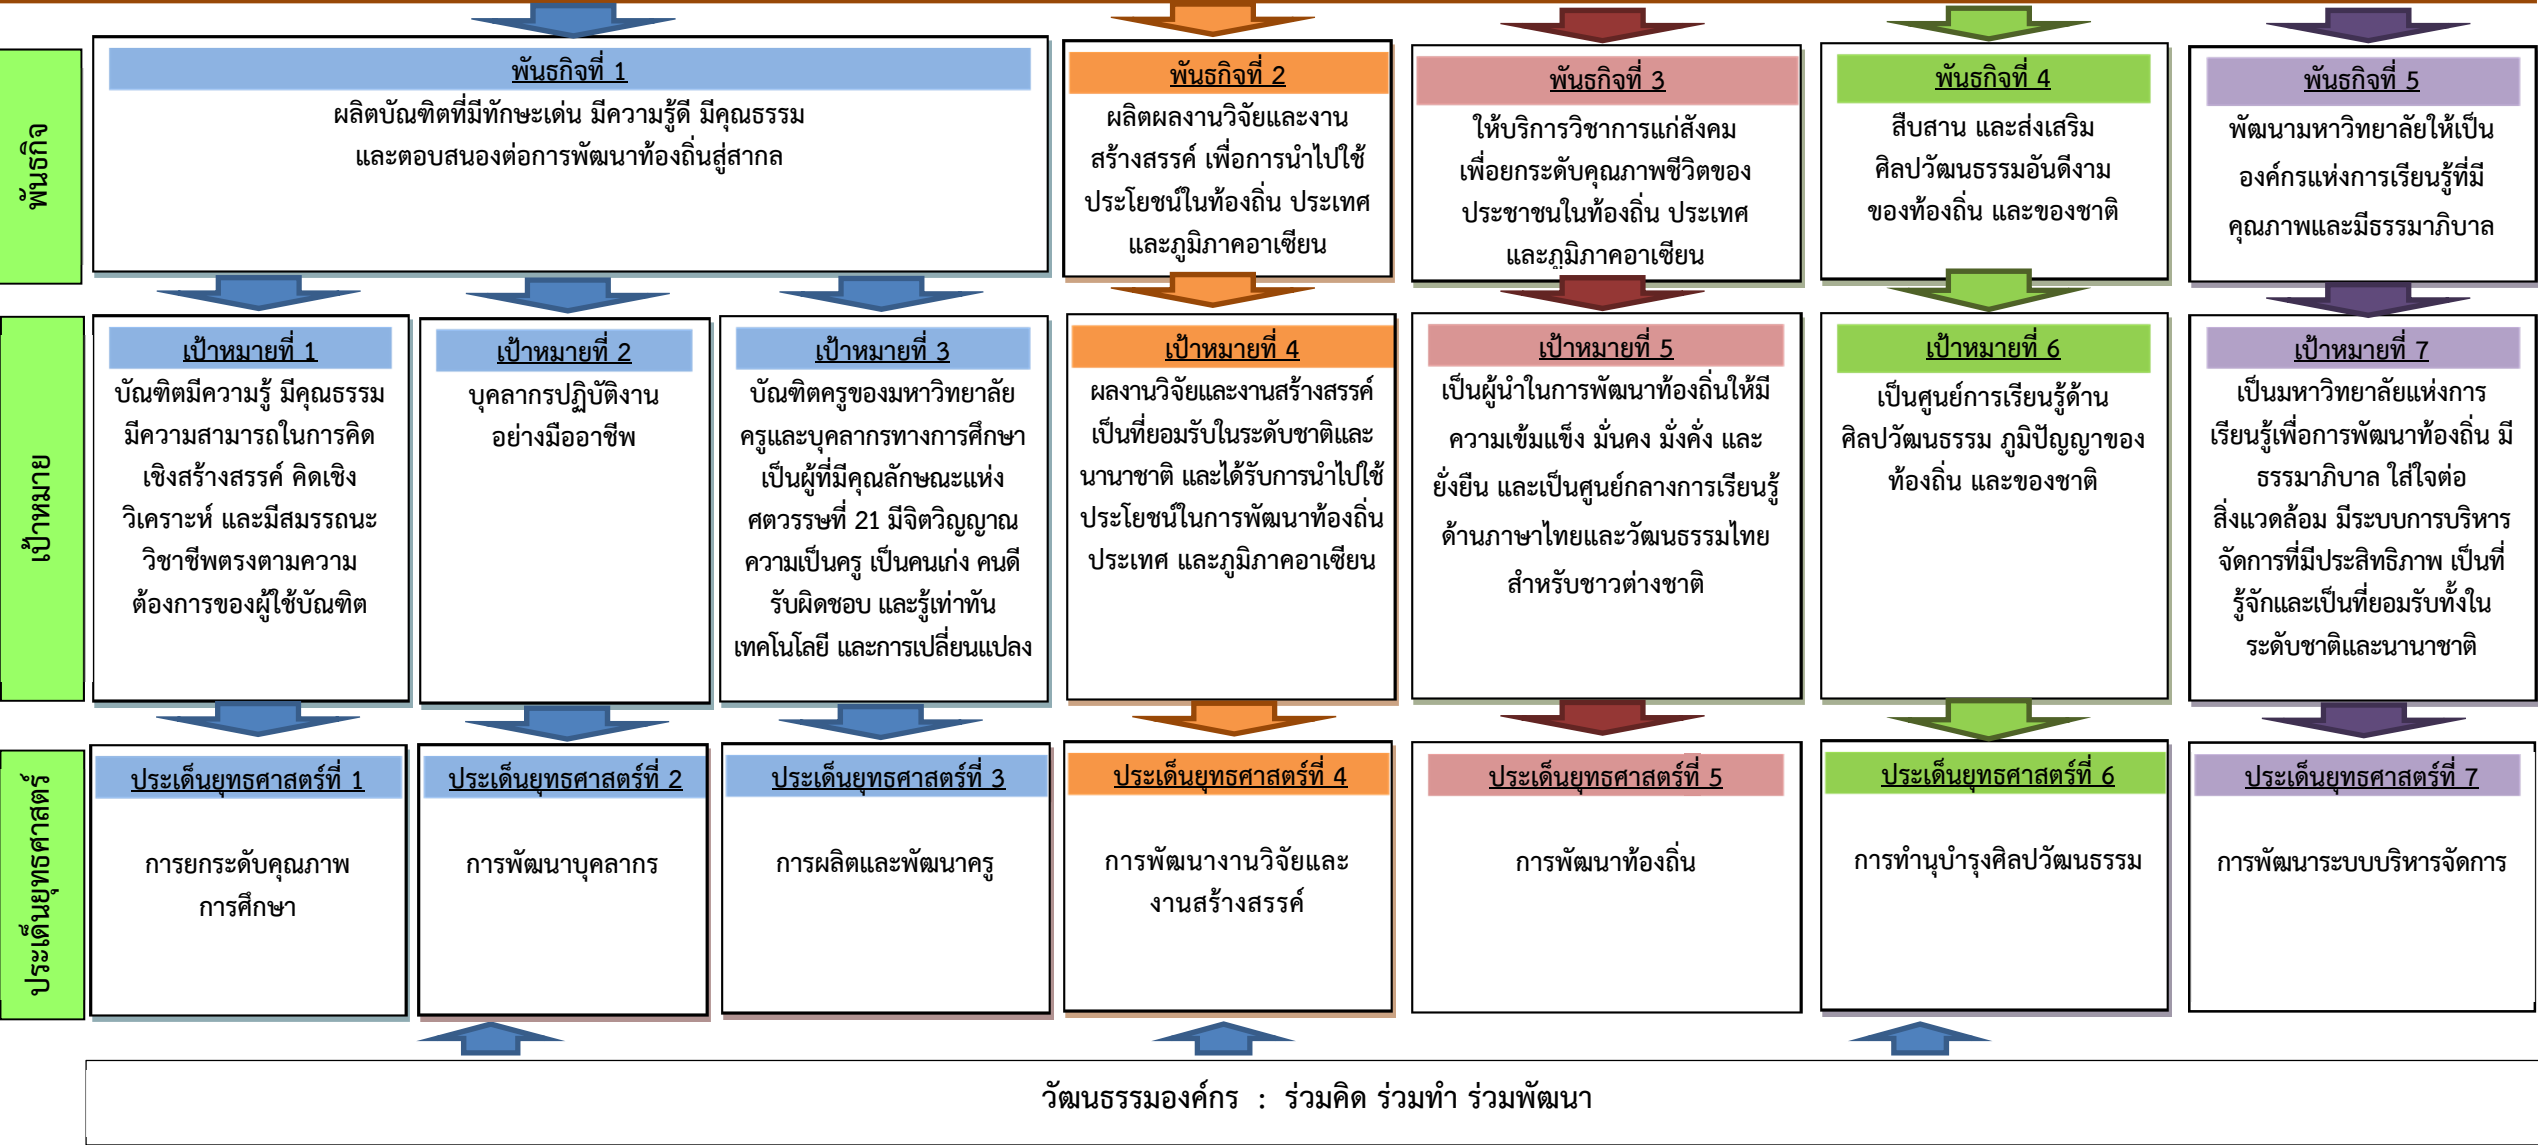 พันธกิจ
พันธกิจที่ 1
ผลิตบัณฑิตที่มีทักษะเด่น มีความรู้ดี มีคุณธรรม
และตอบสนองต่อการพัฒนาท้องถิ่นสู่สากล
พันธกิจที่ 2
ผลิตผลงานวิจัยและงาน
สร้างสรรค์ เพื่อการนำไปใช้
ประโยชน์ในท้องถิ่น ประเทศ
และภูมิภาคอาเซียน
พันธกิจที่ 3
ให้บริการวิชาการแก่สังคม
เพื่อยกระดับคุณภาพชีวิตของ
ประชาชนในท้องถิ่น ประเทศ
และภูมิภาคอาเซียน
พันธกิจที่ 4
สืบสาน และส่งเสริม
ศิลปวัฒนธรรมอันดีงาม
ของท้องถิ่น และของชาติ
พันธกิจที่ 5
พัฒนามหาวิทยาลัยให้เป็น
องค์กรแห่งการเรียนรู้ที่มี
คุณภาพและมีธรรมาภิบาล
เป้าหมาย
เป้าหมายที่ 1
บัณฑิตมีความรู้ มีคุณธรรม
มีความสามารถในการคิด
เชิงสร้างสรรค์ คิดเชิง
วิเคราะห์ และมีสมรรถนะ
วิชาชีพตรงตามความ
ต้องการของผู้ใช้บัณฑิต
เป้าหมายที่ 2
บุคลากรปฏิบัติงาน
อย่างมืออาชีพ
เป้าหมายที่ 3
บัณฑิตครูของมหาวิทยาลัย
ครูและบุคลากรทางการศึกษา
เป็นผู้ที่มีคุณลักษณะแห่ง
ศตวรรษที่ 21 มีจิตวิญญาณ
ความเป็นครู เป็นคนเก่ง คนดี
รับผิดชอบ และรู้เท่าทัน
เทคโนโลยี และการเปลี่ยนแปลง
เป้าหมายที่ 4
ผลงานวิจัยและงานสร้างสรรค์
เป็นที่ยอมรับในระดับชาติและ
นานาชาติ และได้รับการนำไปใช้
ประโยชน์ในการพัฒนาท้องถิ่น
ประเทศ และภูมิภาคอาเซียน
เป้าหมายที่ 5
เป็นผู้นำในการพัฒนาท้องถิ่นให้มี
ความเข้มแข็ง มั่นคง มั่งคั่ง และ
ยั่งยืน และเป็นศูนย์กลางการเรียนรู้
ด้านภาษาไทยและวัฒนธรรมไทย
สำหรับชาวต่างชาติ
เป้าหมายที่ 6
เป็นศูนย์การเรียนรู้ด้าน
ศิลปวัฒนธรรม ภูมิปัญญาของ
ท้องถิ่น และของชาติ
เป้าหมายที่ 7
เป็นมหาวิทยาลัยแห่งการ
เรียนรู้เพื่อการพัฒนาท้องถิ่น มี
ธรรมาภิบาล ใส่ใจต่อ
สิ่งแวดล้อม มีระบบการบริหาร
จัดการที่มีประสิทธิภาพ เป็นที่
รู้จักและเป็นที่ยอมรับทั้งใน
ระดับชาติและนานาชาติ
ประเด็นยุทธศาสตร์
ประเด็นยุทธศาสตร์ที่ 1
การยกระดับคุณภาพ
การศึกษา
ประเด็นยุทธศาสตร์ที่ 2
การพัฒนาบุคลากร
ประเด็นยุทธศาสตร์ที่ 3
การผลิตและพัฒนาครู
ประเด็นยุทธศาสตร์ที่ 4
การพัฒนางานวิจัยและ
งานสร้างสรรค์
ประเด็นยุทธศาสตร์ที่ 5
การพัฒนาท้องถิ่น
ประเด็นยุทธศาสตร์ที่ 6
การทำนุบำรุงศิลปวัฒนธรรม
ประเด็นยุทธศาสตร์ที่ 7
การพัฒนาระบบบริหารจัดการ
วัฒนธรรมองค์กร : ร่วมคิด ร่วมทำ ร่วมพัฒนา